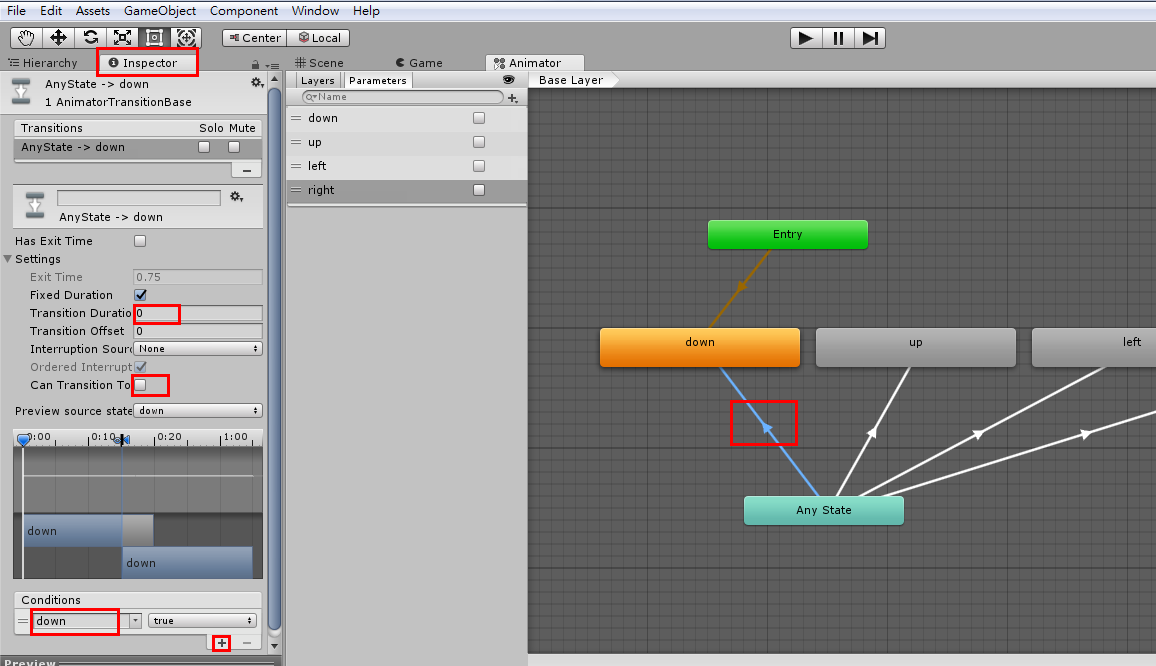 File Edit Assets GameObject Component Window Help
Center Local
Hierarchy Inspector
AnyState -> down
1 AnimatorTransitionBase
Transitions Solo Mute
AnyState -> down
AnyState -> down
Has Exit Time
Settings
Exit Time 0.75
Fixed Duration
Transition Duratio 0
Transition Offset 0
Interruption Sourc None
Ordered Interrupt
Can Transition To
Preview source state down
0:00 0:10 0:20 1:00
down
down
Conditions
down true
Preview
Scene Game Animator
Layers Parameters
Name
down
up
left
right
Base Layer
Entry
down up left
Any State